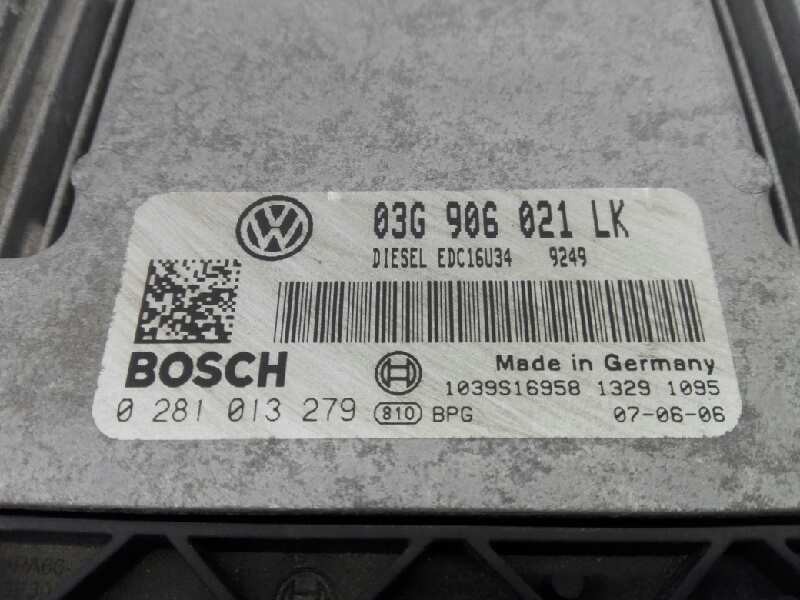 03G 906 021 LK
DIESEL EDC16U34 9249
BOSCH
Made in Germany
1039S16958 1329 1095
0 281 013 279 810 BPG 07-06-06